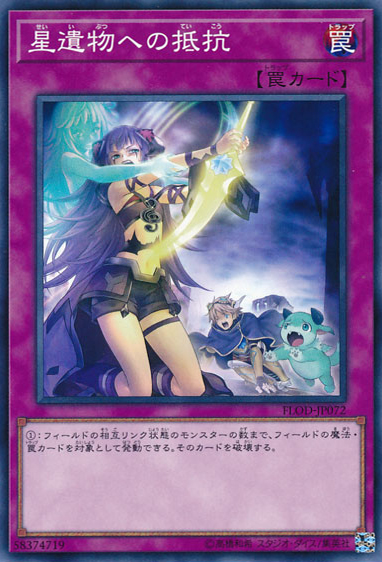 星遺物への抵抗
罠
【罠カード】
FLOD-JP072
①：フィールドの相互リンク状態のモンスターの数まで、フィールドの魔法・
罠カードを対象として発動できる。そのカードを破壊する。
58374719
©高橋和希 スタジオ・ダイス/集英社